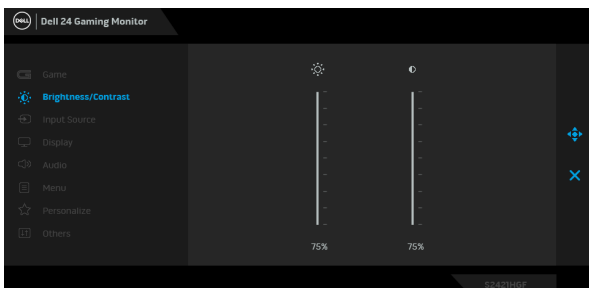 DELL
Dell 24 Gaming Monitor
Game
Brightness/Contrast
Input Source
Display
Audio
Menu
Personalize
Others
75%
75%
S2421HGF